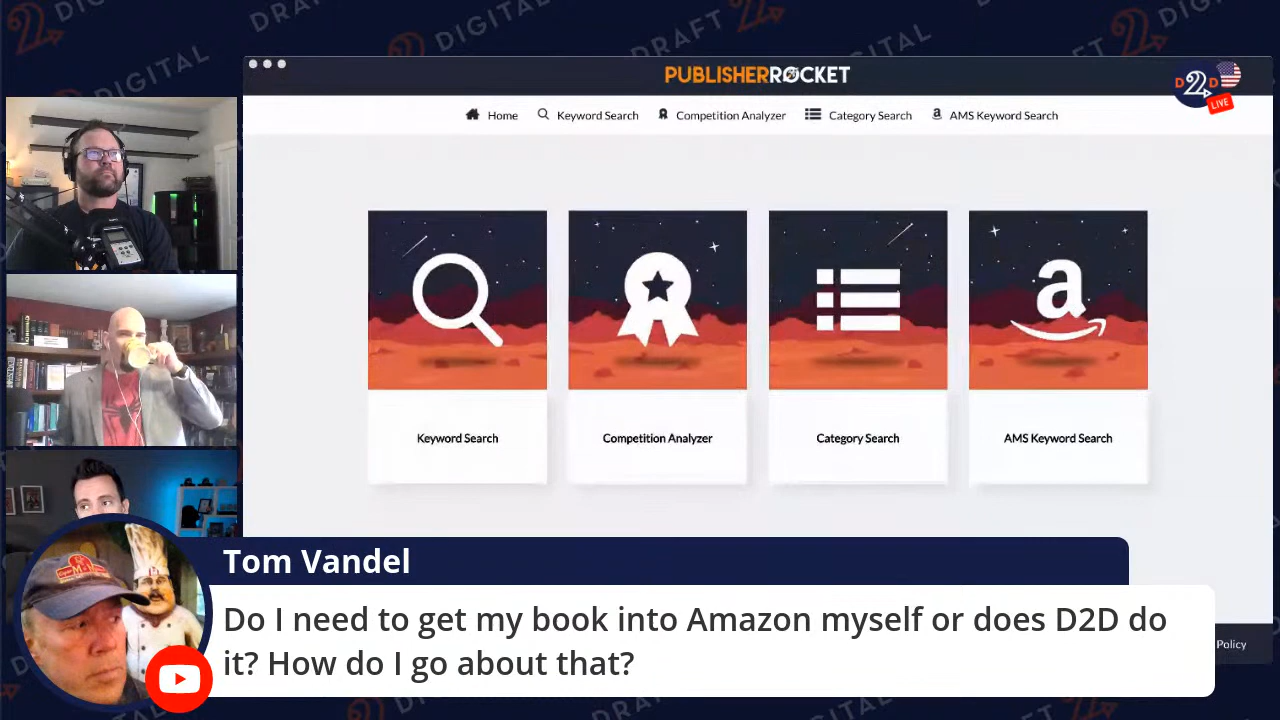 DRAFT DIGITAL
PUBLISHERROCKET
D2D
LIVE
Home
Keyword Search
Competition Analyzer
Category Search
AMS Keyword Search
Keyword Search
Competition Analyzer
Category Search
AMS Keyword Search
Policy
Tom Vandel
Do I need to get my book into Amazon myself or does D2D do
it? How do I go about that?